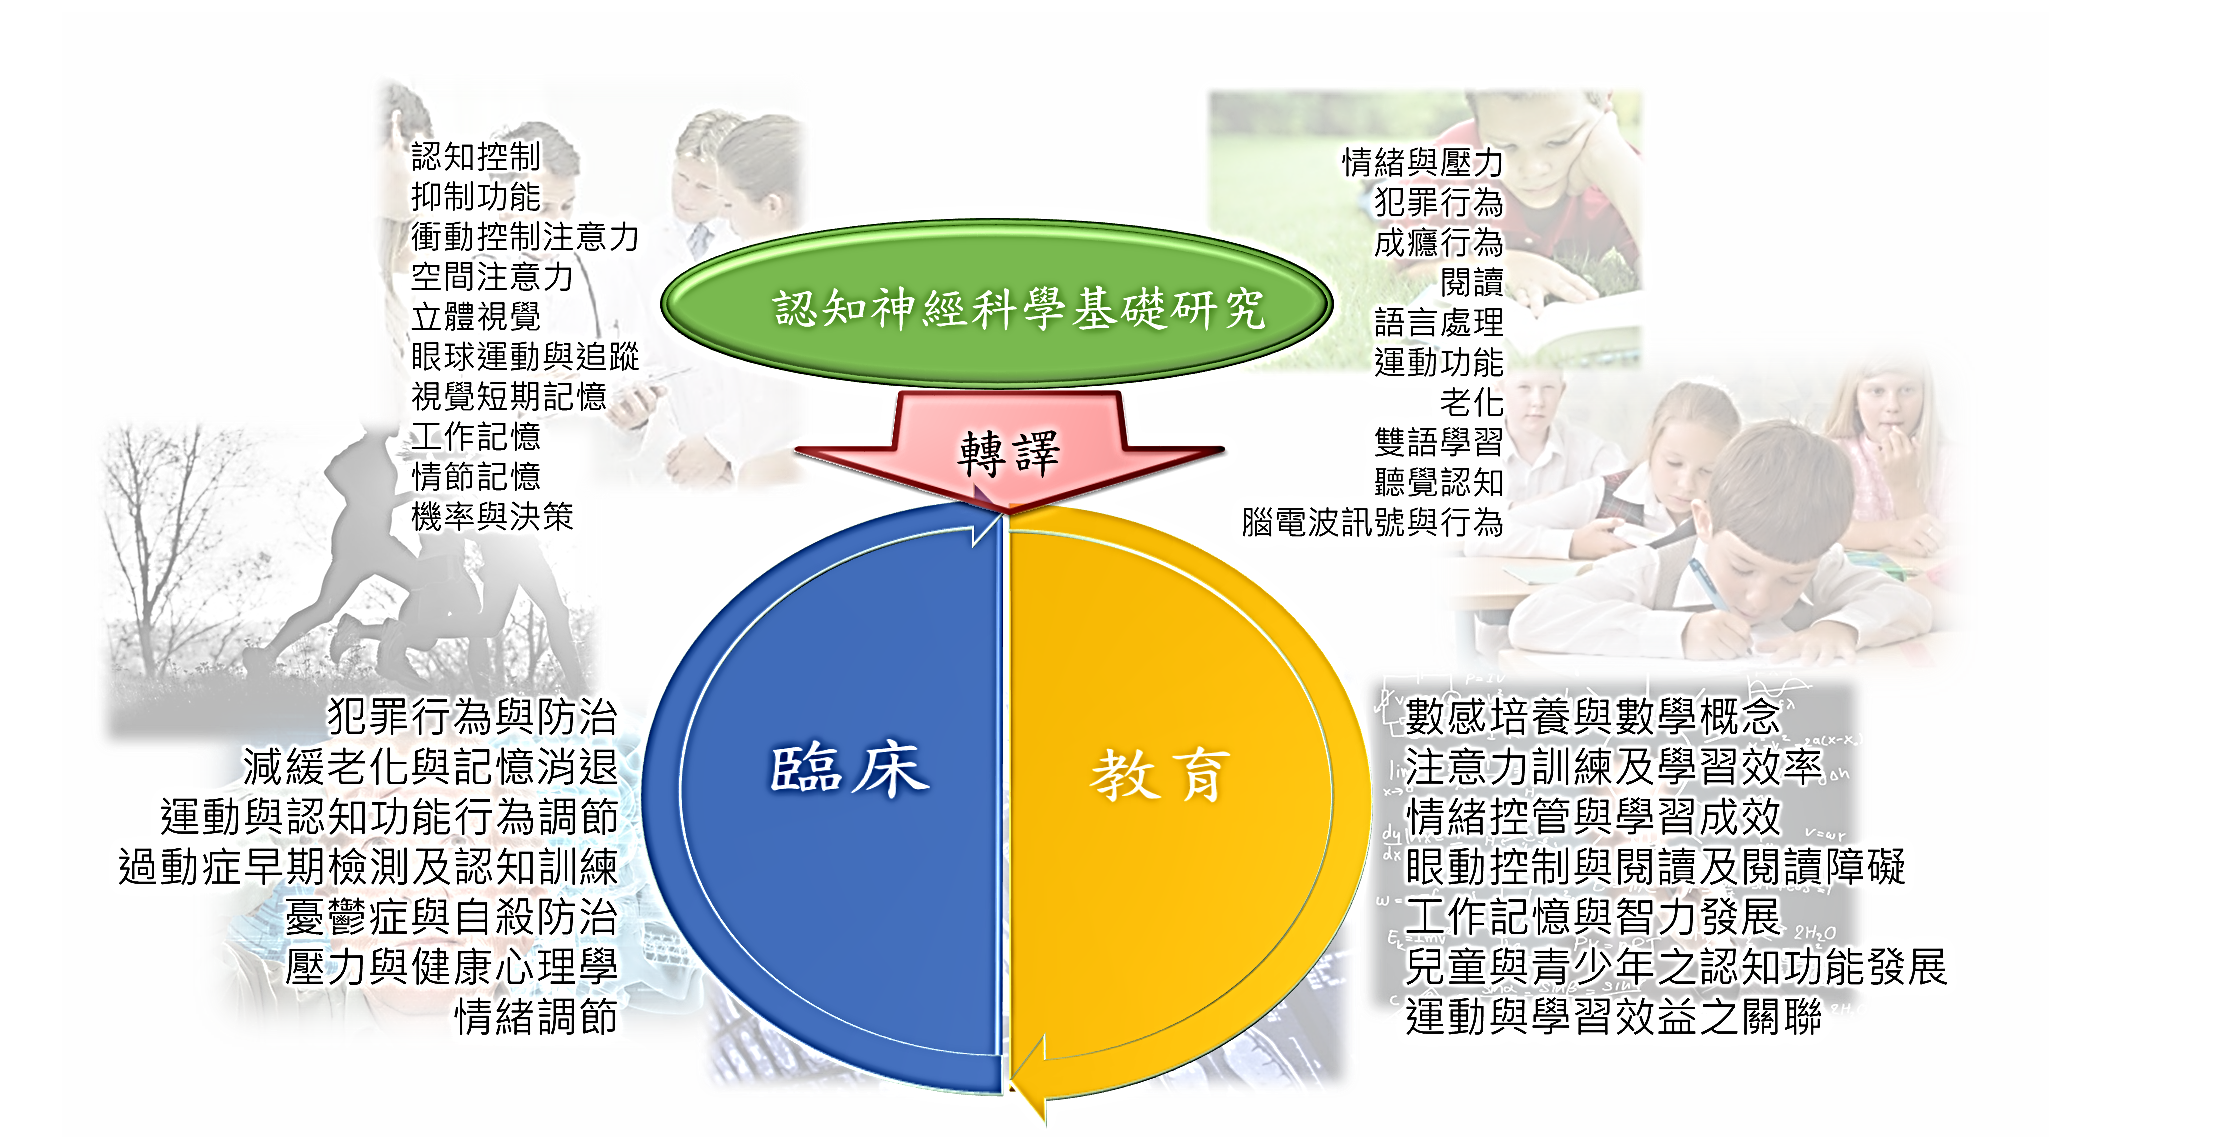 認知控制
抑制功能
衝動控制注意力
空間注意力
立體視覺
眼球運動與追蹤
視覺短期記憶
工作記憶
情節記憶
機率與決策
認知神經科學基礎研究
轉譯
情緒與壓力
犯罪行為
成癮行為
閱讀
語言處理
運動功能
老化
雙語學習
聽覺認知
腦電波訊號與行為
犯罪行為與防治
減緩老化與記憶消退
運動與認知功能行為調節
過動症早期檢測及認知訓練
憂鬱症與自殺防治
壓力與健康心理學
情緒調節
臨床
教育
數感培養與數學概念
注意力訓練及學習效率
情緒控管與學習成效
眼動控制與閱讀及閱讀障礙
工作記憶與智力發展
兒童與青少年之認知功能發展
運動與學習效益之關聯